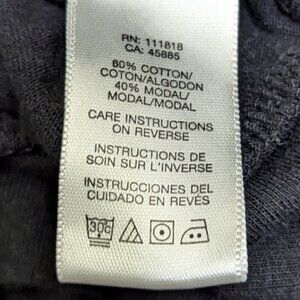 RN: 111818
CA: 45885
60% COTTON/
COTON/ALGODON
40% MODAL/
MODAL/MODAL
CARE INSTRUCTIONS
ON REVERSE
INSTRUCTIONS DE
SOIN SUR L'INVERSE
INSTRUCCIONES DEL
CUIDADO EN REVÉS
30C